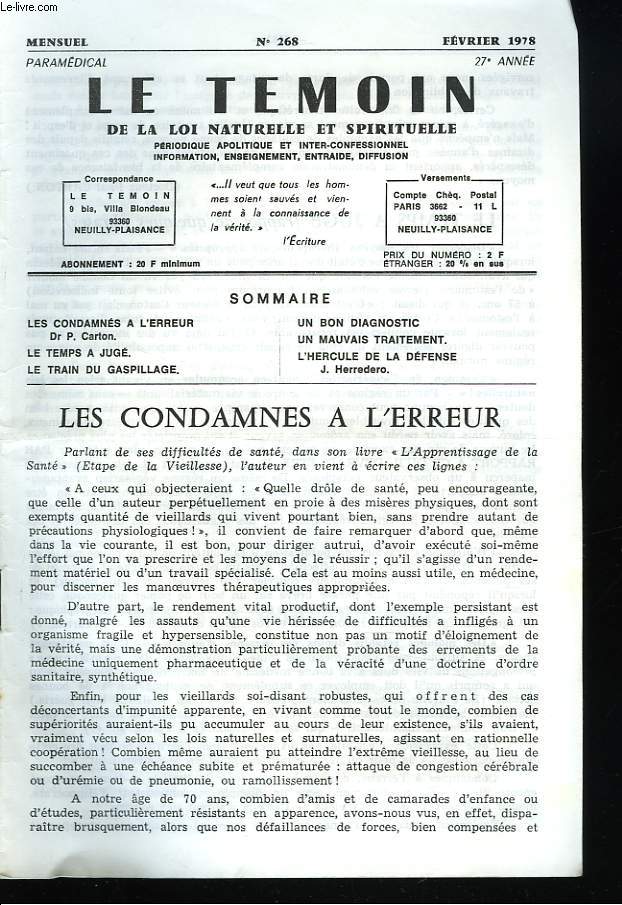 Le-livre.com
MENSUEL N° 268 FÉVRIER 1978
PARAMÉDICAL 27e ANNÉE
LE TEMOIN
DE LA LOI NATURELLE ET SPIRITUELLE
PÉRIODIQUE APOLITIQUE ET INTER-CONFESSIONNEL
INFORMATION, ENSEIGNEMENT, ENTRAIDE, DIFFUSION
Correspondance
LE TEMOIN
9 bis, Villa Blondeau
93360
NEUILLY-PLAISANCE
ABONNEMENT : 20 F minimum
«...Il veut que tous les hom-
mes soient sauvés et vien-
nent à la connaissance de
la vérité. »
l'Écriture
Versements
Compte Chèq. Postal
PARIS 3662 - 11 L
93360
NEUILLY-PLAISANCE
PRIX DU NUMÉRO : 2 F
ÉTRANGER : 20 % en sus
SOMMAIRE
LES CONDAMNÉS A L'ERREUR
Dr P. Carton.
LE TEMPS A JUGÉ.
LE TRAIN DU GASPILLAGE.
UN BON DIAGNOSTIC
UN MAUVAIS TRAITEMENT.
L'HERCULE DE LA DÉFENSE
J. Herredero.
LES CONDAMNES A L'ERREUR
Parlant de ses difficultés de santé, dans son livre « L'Apprentissage de la
Santé » (Etape de la Vieillesse), l'auteur en vient à écrire ces lignes :
« A ceux qui objecteraient : « Quelle drôle de santé, peu encourageante,
que celle d'un auteur perpétuellement en proie à des misères physiques, dont sont
exempts quantité de vieillards qui vivent pourtant bien, sans prendre autant de
précautions physiologiques ! », il convient de faire remarquer d'abord que, même
dans la vie courante, il est bon, pour diriger autrui, d'avoir exécuté soi-même
l'effort que l'on va prescrire et les moyens de le réussir ; qu'il s'agisse d'un rende-
ment matériel ou d'un travail spécialisé. Cela est au moins aussi utile, en médecine,
pour discerner les manœuvres thérapeutiques appropriées.
D'autre part, le rendement vital productif, dont l'exemple persistant est
donné, malgré les assauts qu'une vie hérissée de difficultés a infligés à un
organisme fragile et hypersensible, constitue non pas un motif d'éloignement de
la vérité, mais une démonstration particulièrement probante des errements de la
médecine uniquement pharmaceutique et de la véracité d'une doctrine d'ordre
sanitaire, synthétique.
Enfin, pour les vieillards soi-disant robustes, qui offrent des cas
déconcertants d'impunité apparente, en vivant comme tout le monde, combien de
supériorités auraient-ils pu accumuler au cours de leur existence, s'ils avaient,
vraiment vécu selon les lois naturelles et surnaturelles, agissant en rationnelle
coopération ! Combien même auraient pu atteindre l'extrême vieillesse, au lieu de
succomber à une échéance subite et prématurée : attaque de congestion cérébrale
ou d'urémie ou de pneumonie, ou ramollissement !
A notre âge de 70 ans, combien d'amis et de camarades d'enfance ou
d'études, particulièrement résistants en apparence, avons-nous vus, en effet, dispa-
raître brusquement, alors que nos défaillances de forces, bien compensées et
Le-livre.com